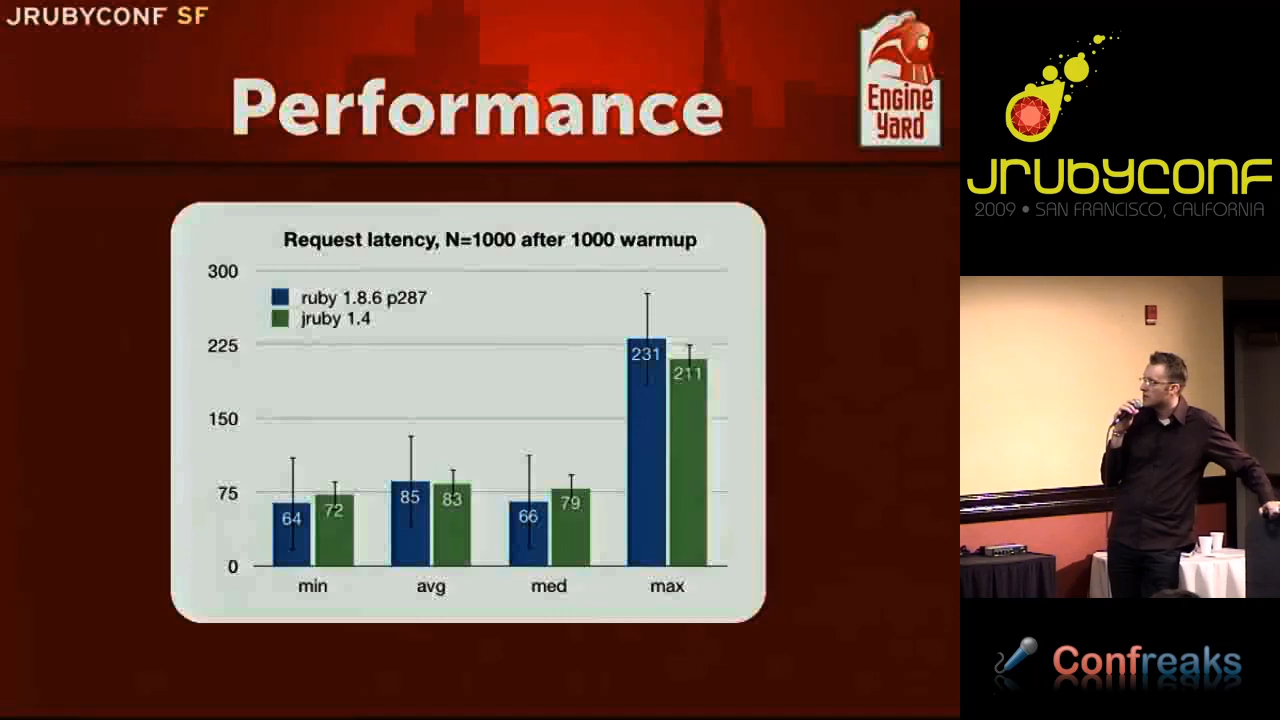 JRUBYCONF SF
Performance
Engine
Yard
Request latency, N=1000 after 1000 warmup
300
ruby 1.8.6 p287
jruby 1.4
225
231
211
150
75
64
72
85
83
66
79
0
min
avg
med
max
JRUBYCONF
2009 • SAN FRANCISCO, CALIFORNIA
Confreaks